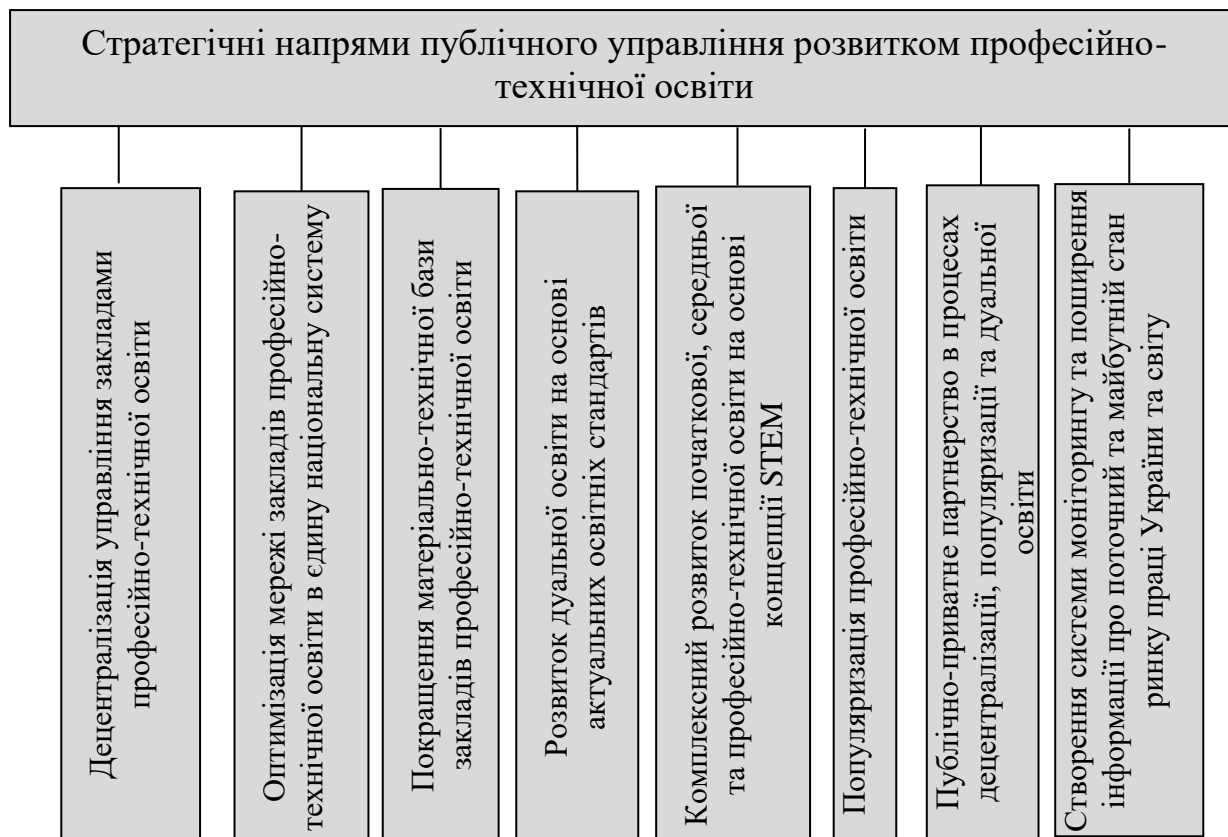 Стратегічні напрями публічного управління розвитком професійно-
технічної освіти
Децентралізація управління закладами
професійно-технічної освіти
Оптимізація мережі закладів професійно-
технічної освіти в єдину національну систему
Покращення матеріально-технічної бази
закладів професійно-технічної освіти
Розвиток дуальної освіти на основі
актуальних освітніх стандартів
Комплексний розвиток початкової, середньої
та професійно-технічної освіти на основі
концепції STEM
Популяризація професійно-технічної освіти
Публічно-приватне партнерство в процесах
децентралізації, популяризації та дуальної
освіти
Створення системи моніторингу та поширення
інформації про поточний та майбутній стан
ринку праці України та світу